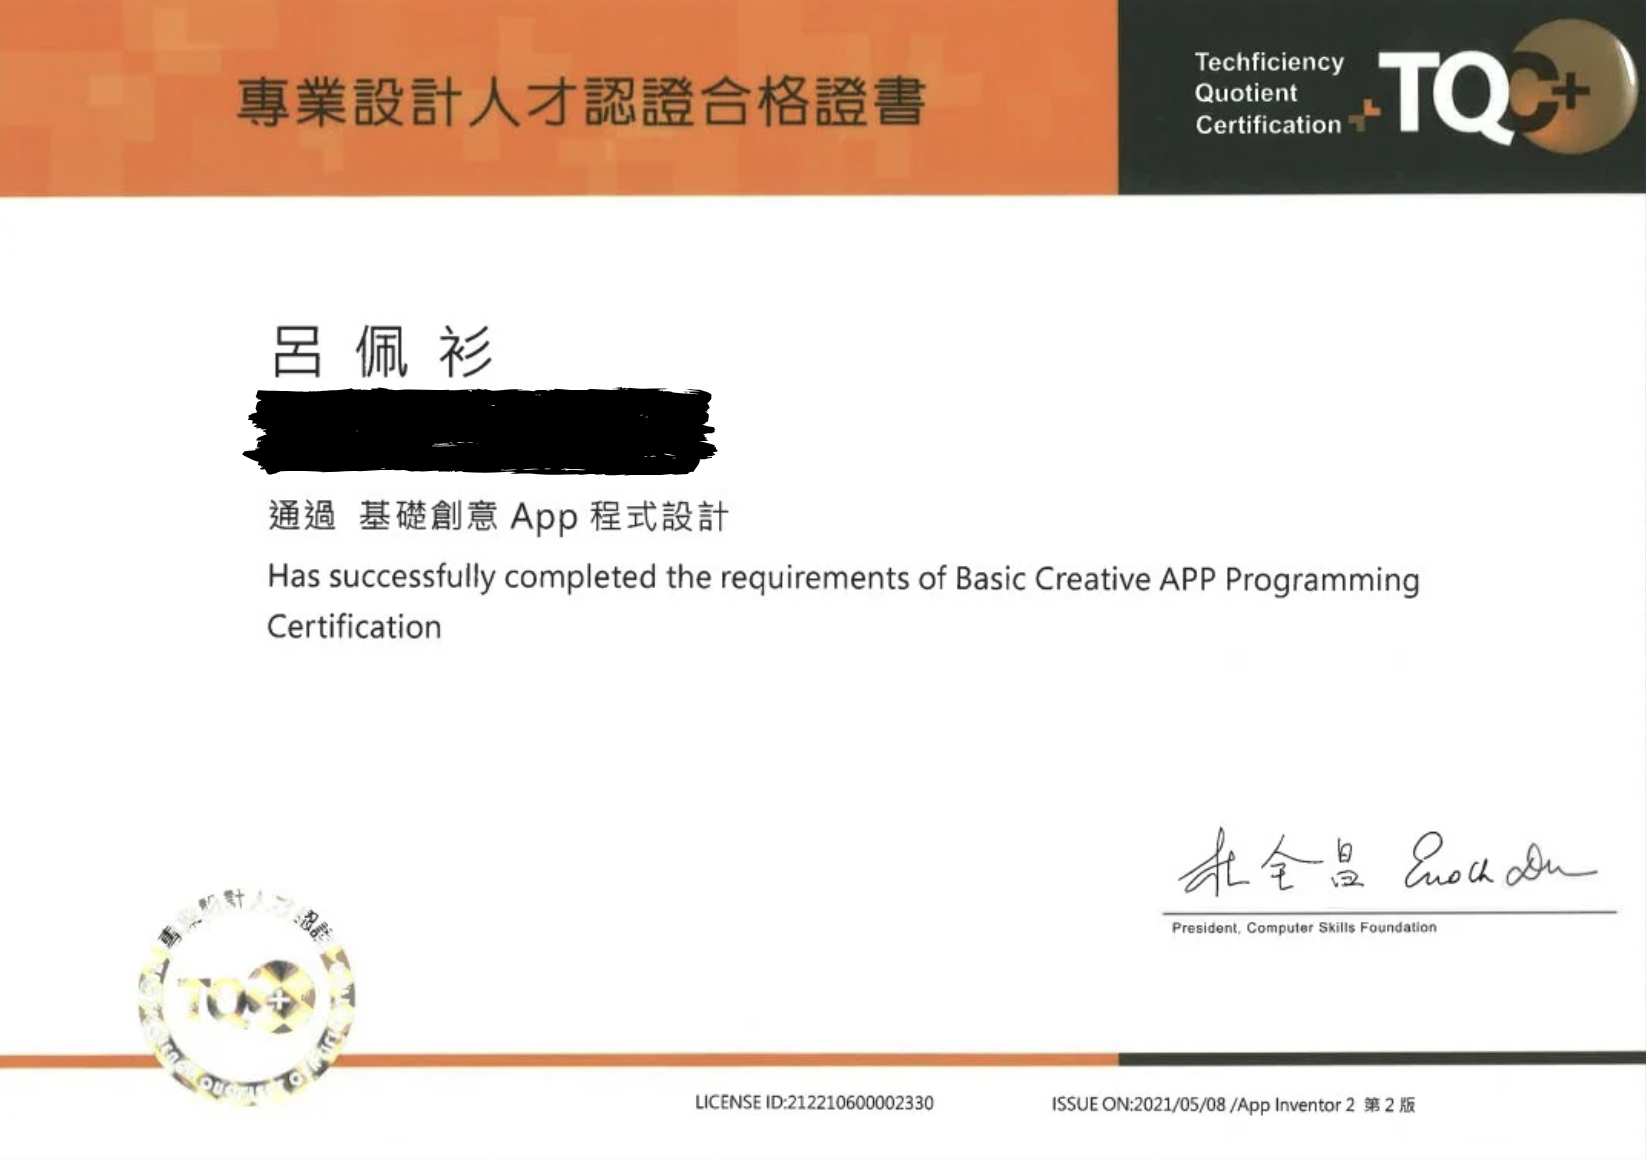 專業設計人才認證合格證書
Techficiency
Quotient
Certification
TQC+
呂佩衫
通過 基礎創意 App 程式設計
Has successfully completed the requirements of Basic Creative APP Programming
Certification
杜全昌 Enoch Du
President, Computer Skills Foundation
專業設計人才認證
TQC+
LICENSE ID:212210600002330
ISSUE ON:2021/05/08 /App Inventor 2 第 2 版